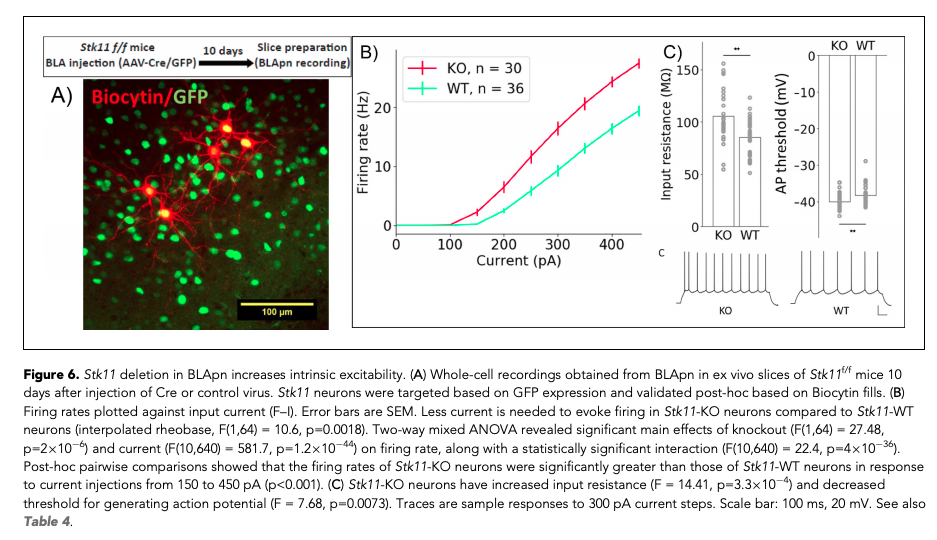 Stk11 f/f mice
BLA injection (AAV-Cre/GFP)
10 days
Slice preparation
(BLApn recording)
A)
Biocytin/GFP
100 µm
B)
KO, n = 30
WT, n = 36
Firing rate (Hz)
20
10
0
0
100
200
300
400
Current (pA)
C)
**
Input resistance (MΩ)
150
100
50
0
KO
WT
KO WT
AP threshold (mV)
0
−10
−20
−30
−40
**
C
KO
WT
Figure 6. Stk11 deletion in BLApn increases intrinsic excitability. (A) Whole-cell recordings obtained from BLApn in ex vivo slices of Stk11f/f mice 10
days after injection of Cre or control virus. Stk11 neurons were targeted based on GFP expression and validated post-hoc based on Biocytin fills. (B)
Firing rates plotted against input current (F–I). Error bars are SEM. Less current is needed to evoke firing in Stk11-KO neurons compared to Stk11-WT
neurons (interpolated rheobase, F(1,64) = 10.6, p=0.0018). Two-way mixed ANOVA revealed significant main effects of knockout (F(1,64) = 27.48,
p=2×10−6) and current (F(10,640) = 581.7, p=1.2×10−44) on firing rate, along with a statistically significant interaction (F(10,640) = 22.4, p=4×10−36).
Post-hoc pairwise comparisons showed that the firing rates of Stk11-KO neurons were significantly greater than those of Stk11-WT neurons in response
to current injections from 150 to 450 pA (p<0.001). (C) Stk11-KO neurons have increased input resistance (F = 14.41, p=3.3×10−4) and decreased
threshold for generating action potential (F = 7.68, p=0.0073). Traces are sample responses to 300 pA current steps. Scale bar: 100 ms, 20 mV. See also
Table 4.